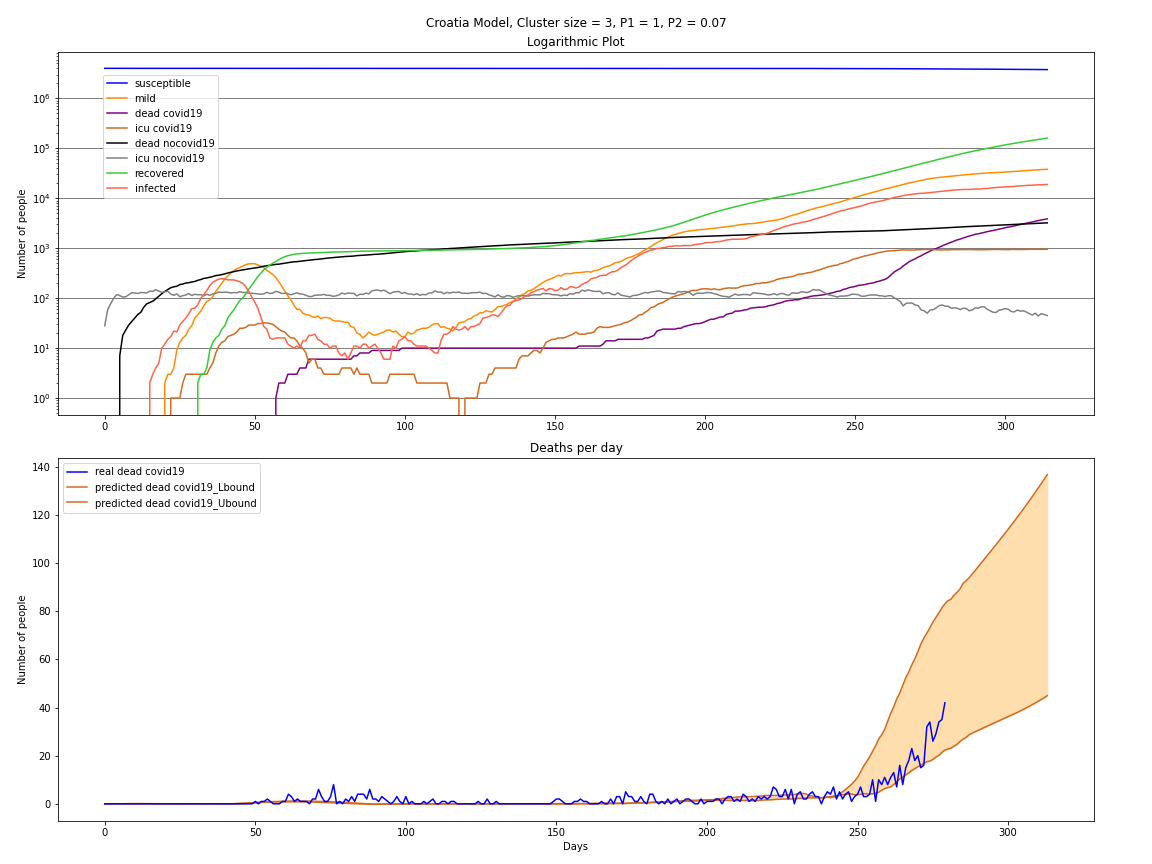 Croatia Model, Cluster size = 3, P1 = 1, P2 = 0.07
Logarithmic Plot
susceptible
mild
dead covid19
icu covid19
dead nocovid19
icu nocovid19
recovered
infected
Number of people
10⁶
10⁵
10⁴
10³
10²
10¹
10⁰
0 50 100 150 200 250 300
Deaths per day
real dead covid19
predicted dead covid19_Lbound
predicted dead covid19_Ubound
Number of people
140
120
100
80
60
40
20
0
0 50 100 150 200 250 300
Days